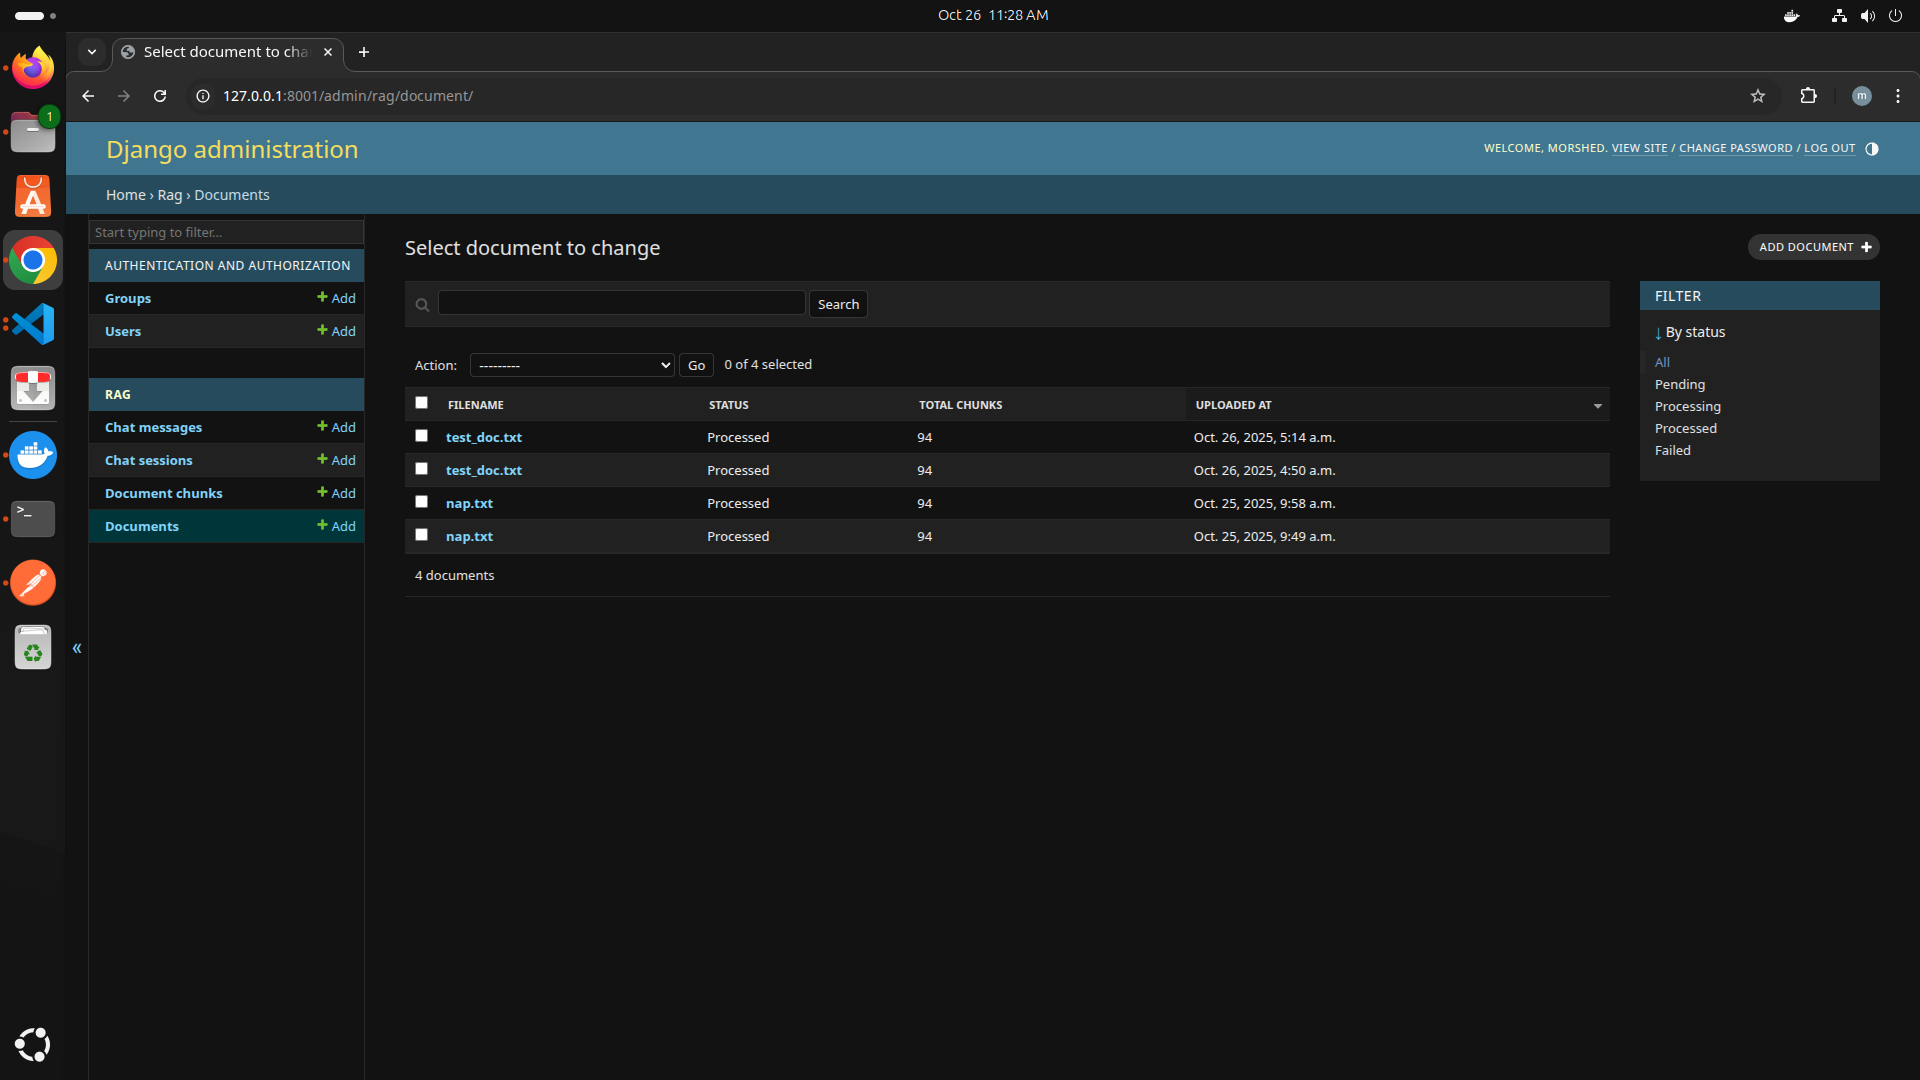 Oct 26 11:28 AM
1
Select document to cha
127.0.0.1:8001/admin/rag/document/
m
Django administration
WELCOME, MORSHED. VIEW SITE / CHANGE PASSWORD / LOG OUT
Home › Rag › Documents
Start typing to filter...
AUTHENTICATION AND AUTHORIZATION
Groups + Add
Users + Add
RAG
Chat messages + Add
Chat sessions + Add
Document chunks + Add
Documents + Add
«
Select document to change
ADD DOCUMENT +
Search
Action: --------- Go 0 of 4 selected
FILENAME STATUS TOTAL CHUNKS UPLOADED AT
test_doc.txt Processed 94 Oct. 26, 2025, 5:14 a.m.
test_doc.txt Processed 94 Oct. 26, 2025, 4:50 a.m.
nap.txt Processed 94 Oct. 25, 2025, 9:58 a.m.
nap.txt Processed 94 Oct. 25, 2025, 9:49 a.m.
4 documents
FILTER
↓ By status
All
Pending
Processing
Processed
Failed